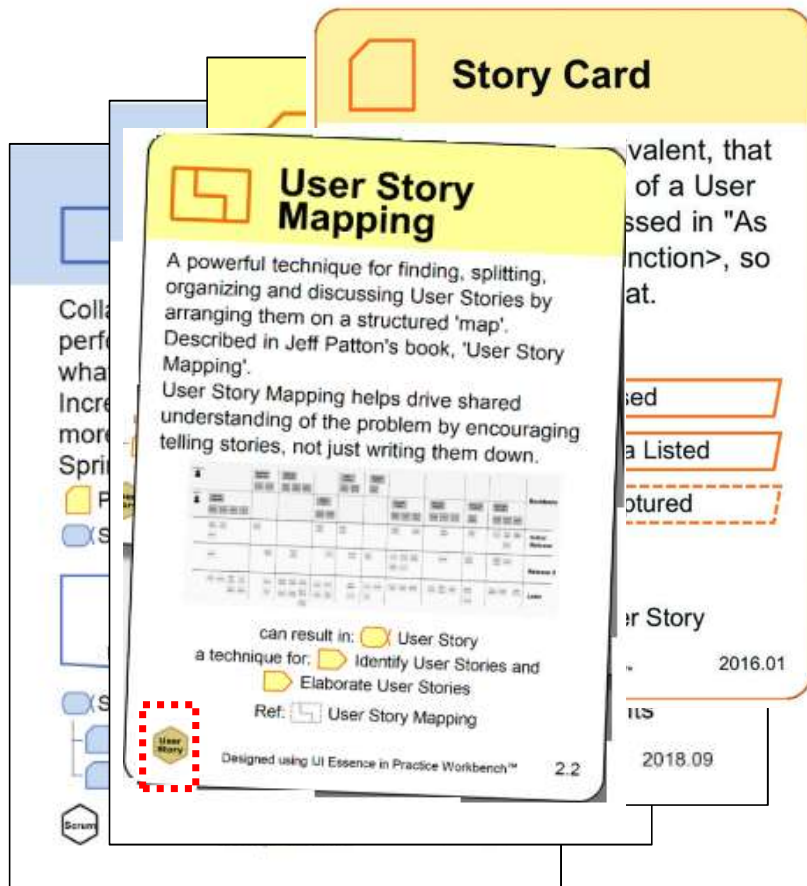 Story Card
valent, that
of a User
ssed in "As
nction>, so
at.
sed
a Listed
ptured
er Story
2016.01
User Story
Mapping
A powerful technique for finding, splitting,
organizing and discussing User Stories by
arranging them on a structured 'map'.
Described in Jeff Patton's book, 'User Story
Mapping'.
User Story Mapping helps drive shared
understanding of the problem by encouraging
telling stories, not just writing them down.
can result in: User Story
a technique for: Identify User Stories and
Elaborate User Stories
Ref: User Story Mapping
User
Story
Designed using UI Essence in Practice Workbench™
2.2
nts
2018.09
Colla
perfo
wha
Incre
more
Sprin
P
S
S
Scrum